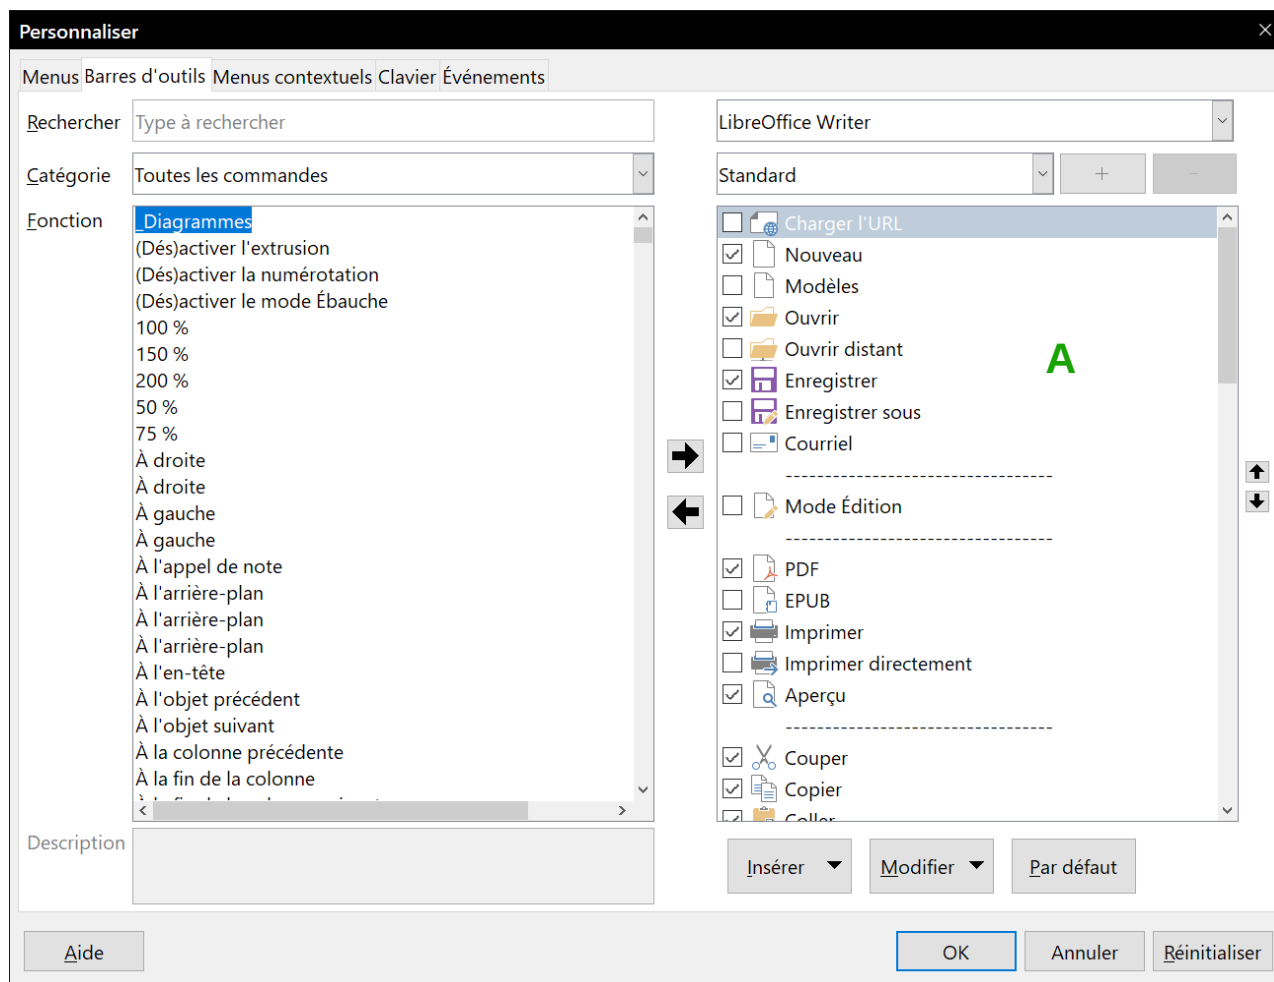 Personnaliser
Menus Barres d'outils Menus contextuels Clavier Événements
Rechercher Type à rechercher
Catégorie Toutes les commandes
Fonction
_Diagrammes
(Dés)activer l'extrusion
(Dés)activer la numérotation
(Dés)activer le mode Ébauche
100 %
150 %
200 %
50 %
75 %
À droite
À droite
À gauche
À gauche
À l'appel de note
À l'arrière-plan
À l'arrière-plan
À l'arrière-plan
À l'en-tête
À l'objet précédent
À l'objet suivant
À la colonne précédente
À la fin de la colonne
Description
LibreOffice Writer
Standard + -
Charger l'URL
Nouveau
Modèles
Ouvrir
Ouvrir distant
A
Enregistrer
Enregistrer sous
Courriel
----------------------------------
Mode Édition
----------------------------------
PDF
EPUB
Imprimer
Imprimer directement
Aperçu
----------------------------------
Couper
Copier
Coller
Insérer Modifier Par défaut
Aide OK Annuler Réinitialiser